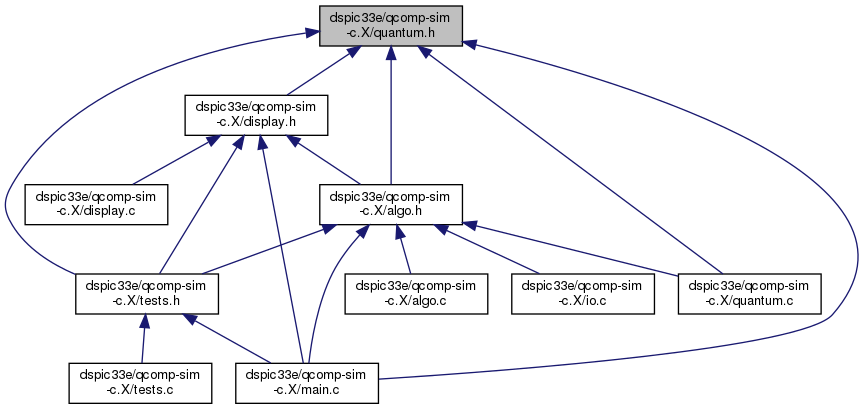 dspic33e/qcomp-sim
-c.X/quantum.h
dspic33e/qcomp-sim
-c.X/display.h
dspic33e/qcomp-sim
-c.X/display.c
dspic33e/qcomp-sim
-c.X/algo.h
dspic33e/qcomp-sim
-c.X/tests.h
dspic33e/qcomp-sim
-c.X/algo.c
dspic33e/qcomp-sim
-c.X/io.c
dspic33e/qcomp-sim
-c.X/quantum.c
dspic33e/qcomp-sim
-c.X/tests.c
dspic33e/qcomp-sim
-c.X/main.c